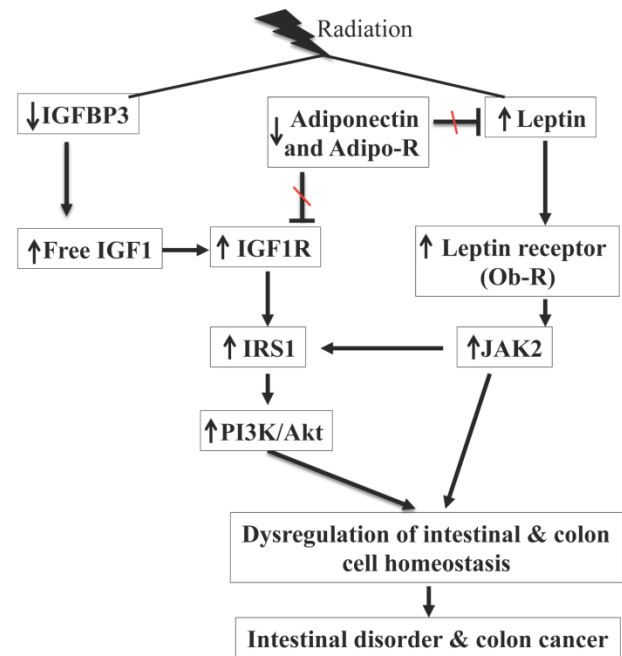 Radiation
↓IGFBP3
↓ Adiponectin
and Adipo-R
↑ Leptin
↑Free IGF1
↑ IGF1R
↑ Leptin receptor
(Ob-R)
↑ IRS1
↑JAK2
↑PI3K/Akt
Dysregulation of intestinal & colon
cell homeostasis
Intestinal disorder & colon cancer